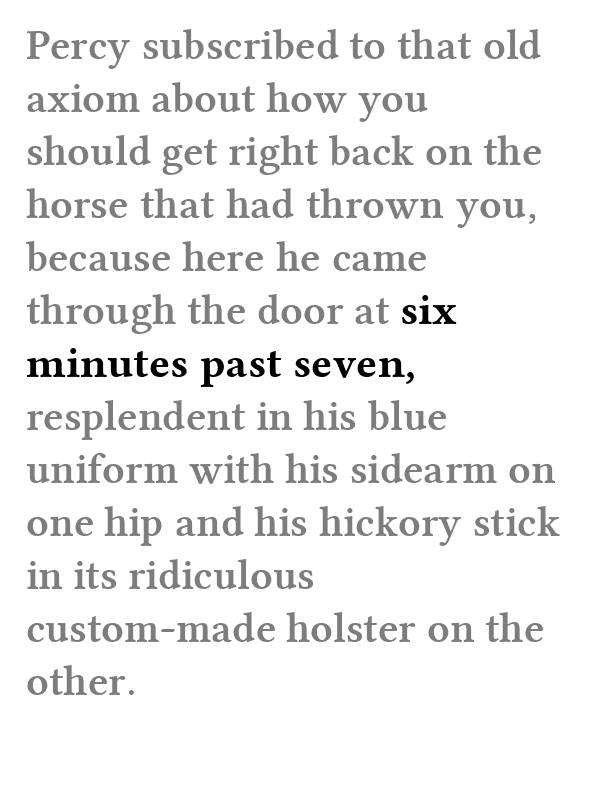 Percy subscribed to that old
axiom about how you
should get right back on the
horse that had thrown you,
because here he came
through the door at six
minutes past seven,
resplendent in his blue
uniform with his sidearm on
one hip and his hickory stick
in its ridiculous
custom-made holster on the
other.